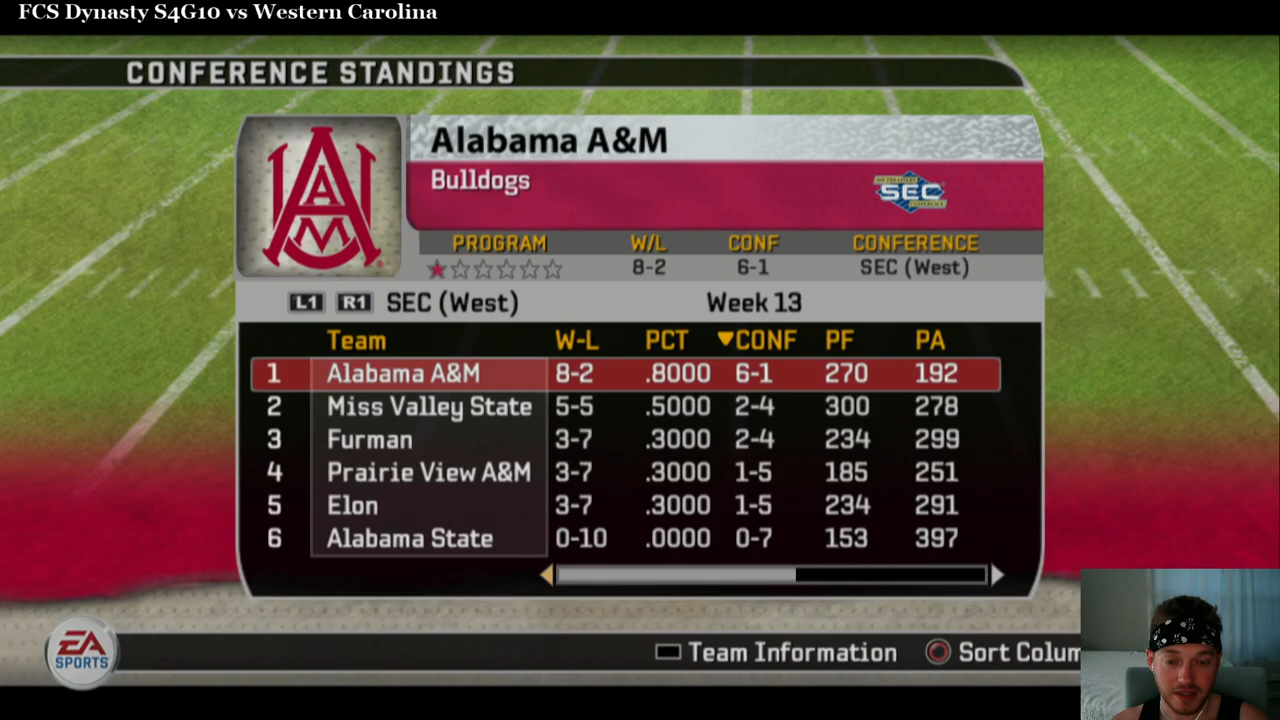 FCS Dynasty S4G10 vs Western Carolina
CONFERENCE STANDINGS
Alabama A&M
Bulldogs
SEC
PROGRAM W/L CONF CONFERENCE
8-2 6-1 SEC (West)
L1 R1 SEC (West) Week 13
Team W-L PCT CONF PF PA
1 Alabama A&M 8-2 .8000 6-1 270 192
2 Miss Valley State 5-5 .5000 2-4 300 278
3 Furman 3-7 .3000 2-4 234 299
4 Prairie View A&M 3-7 .3000 1-5 185 251
5 Elon 3-7 .3000 1-5 234 291
6 Alabama State 0-10 .0000 0-7 153 397
EA SPORTS
Team Information Sort Colum